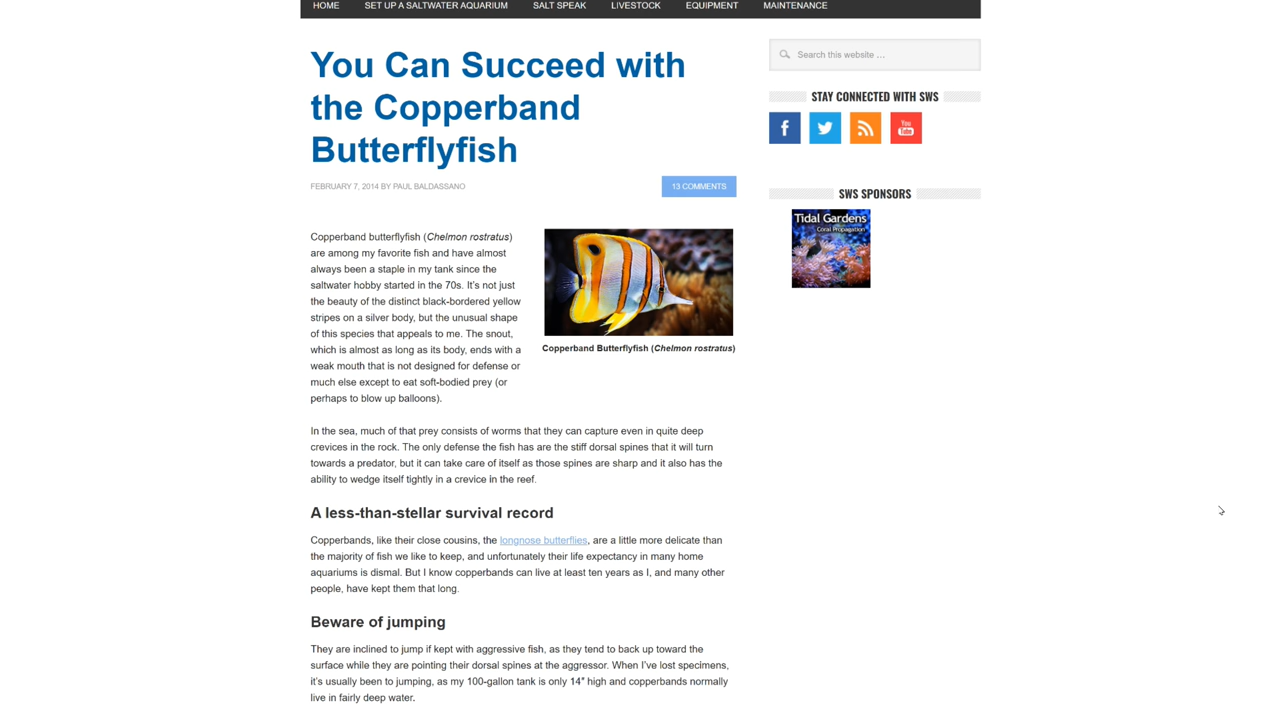 HOME SET UP A SALTWATER AQUARIUM SALT SPEAK LIVESTOCK EQUIPMENT MAINTENANCE
You Can Succeed with
the Copperband
Butterflyfish
FEBRUARY 7, 2014 BY PAUL BALDASSANO
13 COMMENTS
Copperband butterflyfish (Chelmon rostratus)
are among my favorite fish and have almost
always been a staple in my tank since the
saltwater hobby started in the 70s. It's not just
the beauty of the distinct black-bordered yellow
stripes on a silver body, but the unusual shape
of this species that appeals to me. The snout,
which is almost as long as its body, ends with a
weak mouth that is not designed for defense or
much else except to eat soft-bodied prey (or
perhaps to blow up balloons).
Copperband Butterflyfish (Chelmon rostratus)
In the sea, much of that prey consists of worms that they can capture even in quite deep
crevices in the rock. The only defense the fish has are the stiff dorsal spines that it will turn
towards a predator, but it can take care of itself as those spines are sharp and it also has the
ability to wedge itself tightly in a crevice in the reef.
A less-than-stellar survival record
Copperbands, like their close cousins, the longnose butterflies, are a little more delicate than
the majority of fish we like to keep, and unfortunately their life expectancy in many home
aquariums is dismal. But I know copperbands can live at least ten years as I, and many other
people, have kept them that long.
Beware of jumping
They are inclined to jump if kept with aggressive fish, as they tend to back up toward the
surface while they are pointing their dorsal spines at the aggressor. When I've lost specimens,
it's usually been to jumping, as my 100-gallon tank is only 14″ high and copperbands normally
live in fairly deep water.
Search this website …
STAY CONNECTED WITH SWS
You
Tube
SWS SPONSORS
Tidal Gardens
Coral Propagation